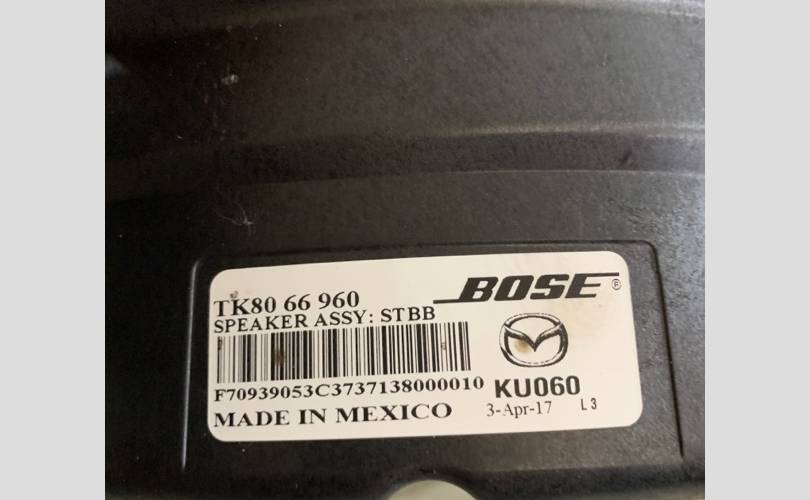 TK80 66 960
BOSE®
SPEAKER ASSY: STBB
F70939053C3737138000010
KU060
MADE IN MEXICO
3-Apr-17 L3